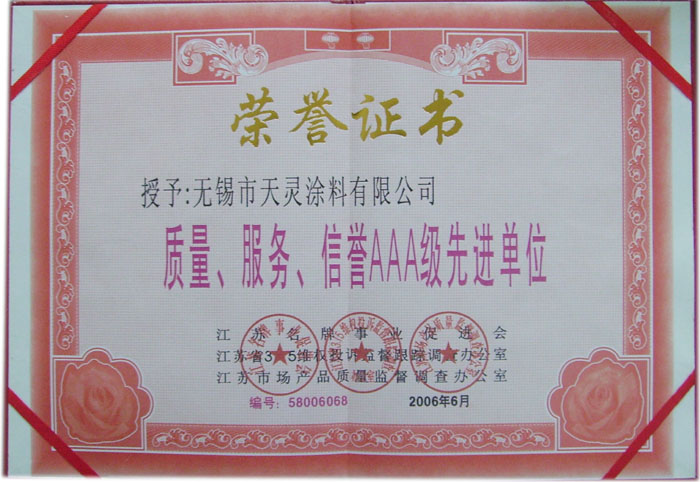 荣誉证书
授予:无锡市天灵涂料有限公司
质量、服务、信誉AAA级先进单位
江苏名牌事业促进会
江苏省3.15维权投诉监督跟踪调查办公室
江苏市场产品质量监督调查办公室
编号：58006068 2006年6月